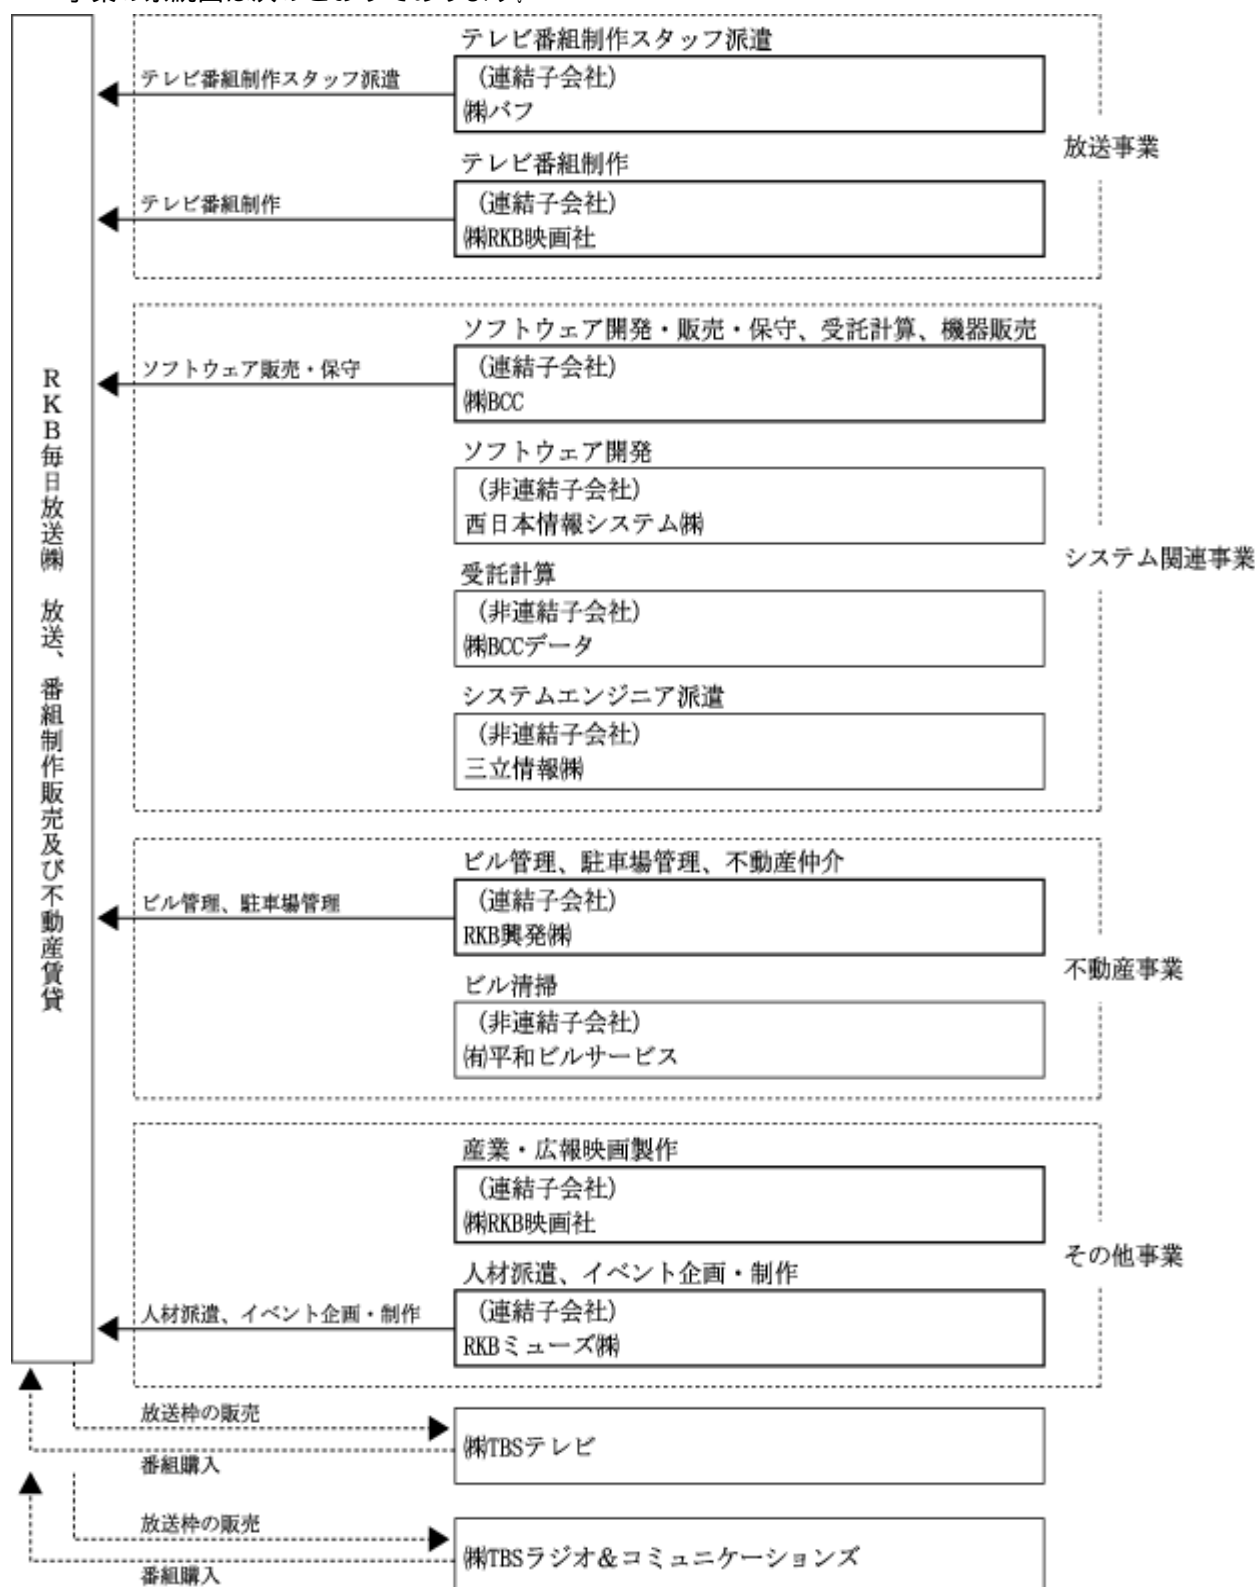 RKB毎日放送㈱ 放送、番組制作販売及び不動産賃貸
テレビ番組制作スタッフ派遣
テレビ番組制作スタッフ派遣
(連結子会社)
㈱バフ
放送事業
テレビ番組制作
テレビ番組制作
(連結子会社)
㈱RKB映画社
ソフトウェア開発・販売・保守、受託計算、機器販売
ソフトウェア販売・保守
(連結子会社)
㈱BCC
ソフトウェア開発
(非連結子会社)
西日本情報システム㈱
システム関連事業
受託計算
(非連結子会社)
㈱BCCデータ
システムエンジニア派遣
(非連結子会社)
三立情報㈱
ビル管理、駐車場管理、不動産仲介
ビル管理、駐車場管理
(連結子会社)
RKB興発㈱
不動産事業
ビル清掃
(非連結子会社)
㈲平和ビルサービス
産業・広報映画製作
(連結子会社)
㈱RKB映画社
その他事業
人材派遣、イベント企画・制作
人材派遣、イベント企画・制作
(連結子会社)
RKBミューズ㈱
放送枠の販売
㈱TBSテレビ
番組購入
放送枠の販売
㈱TBSラジオ&コミュニケーションズ
番組購入